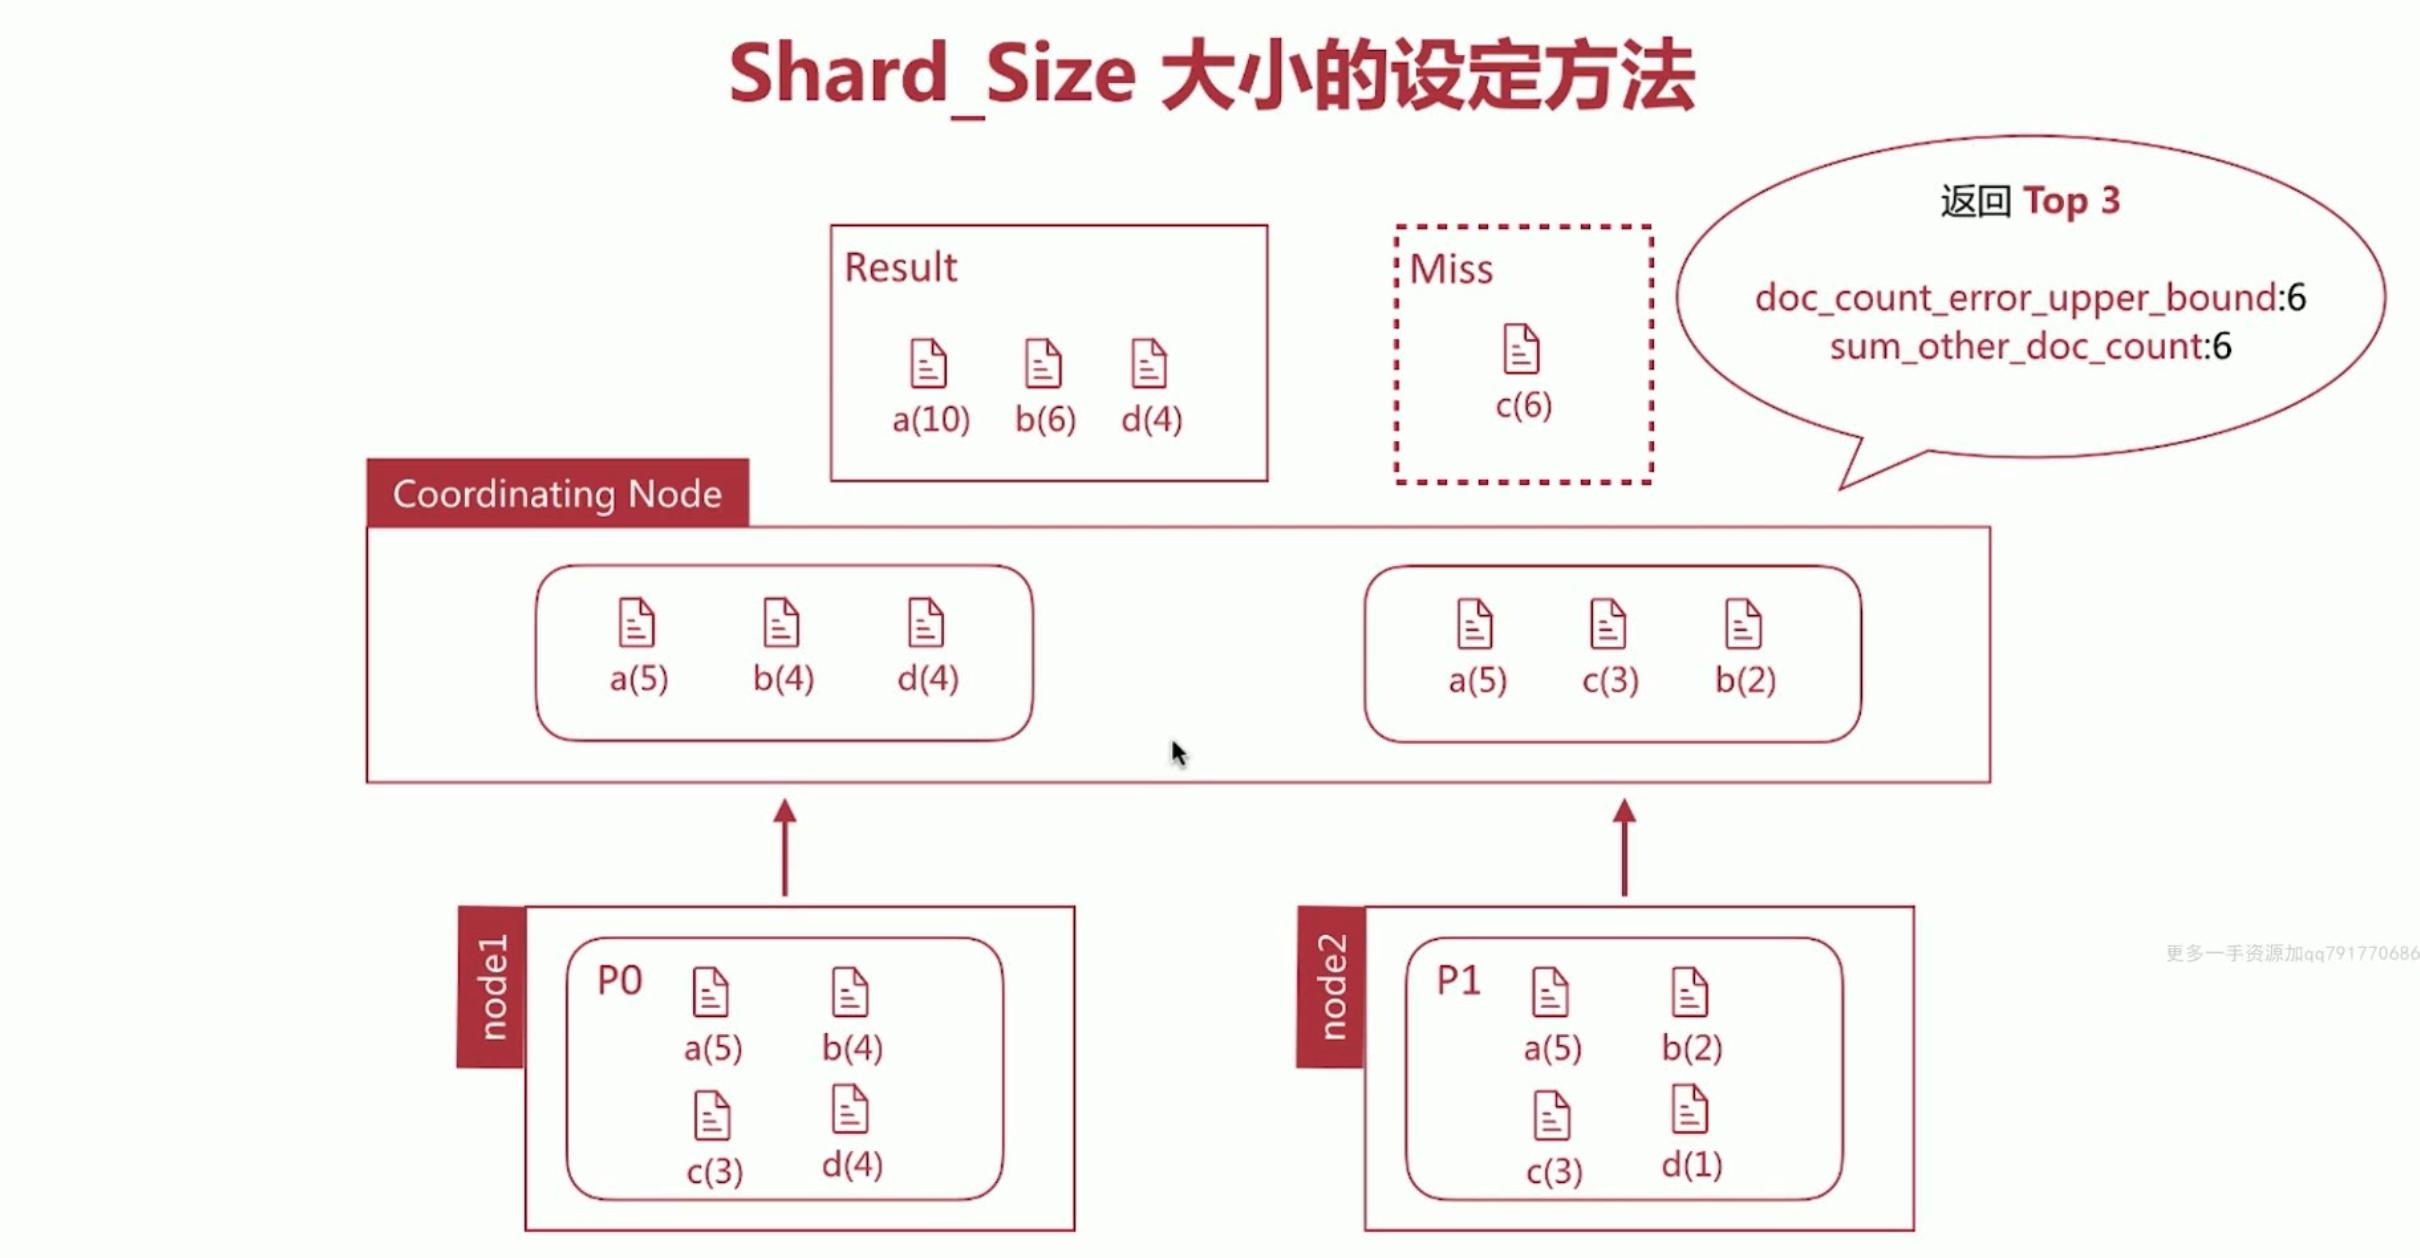 Shard_Size 大小的设定方法
返回 Top 3
doc_count_error_upper_bound:6
sum_other_doc_count:6
Result
a(10) b(6) d(4)
Miss
c(6)
Coordinating Node
a(5) b(4) d(4)
a(5) c(3) b(2)
node1
P0
a(5) b(4)
c(3) d(4)
node2
P1
a(5) b(2)
c(3) d(1)
更多一手资源加qq791770686